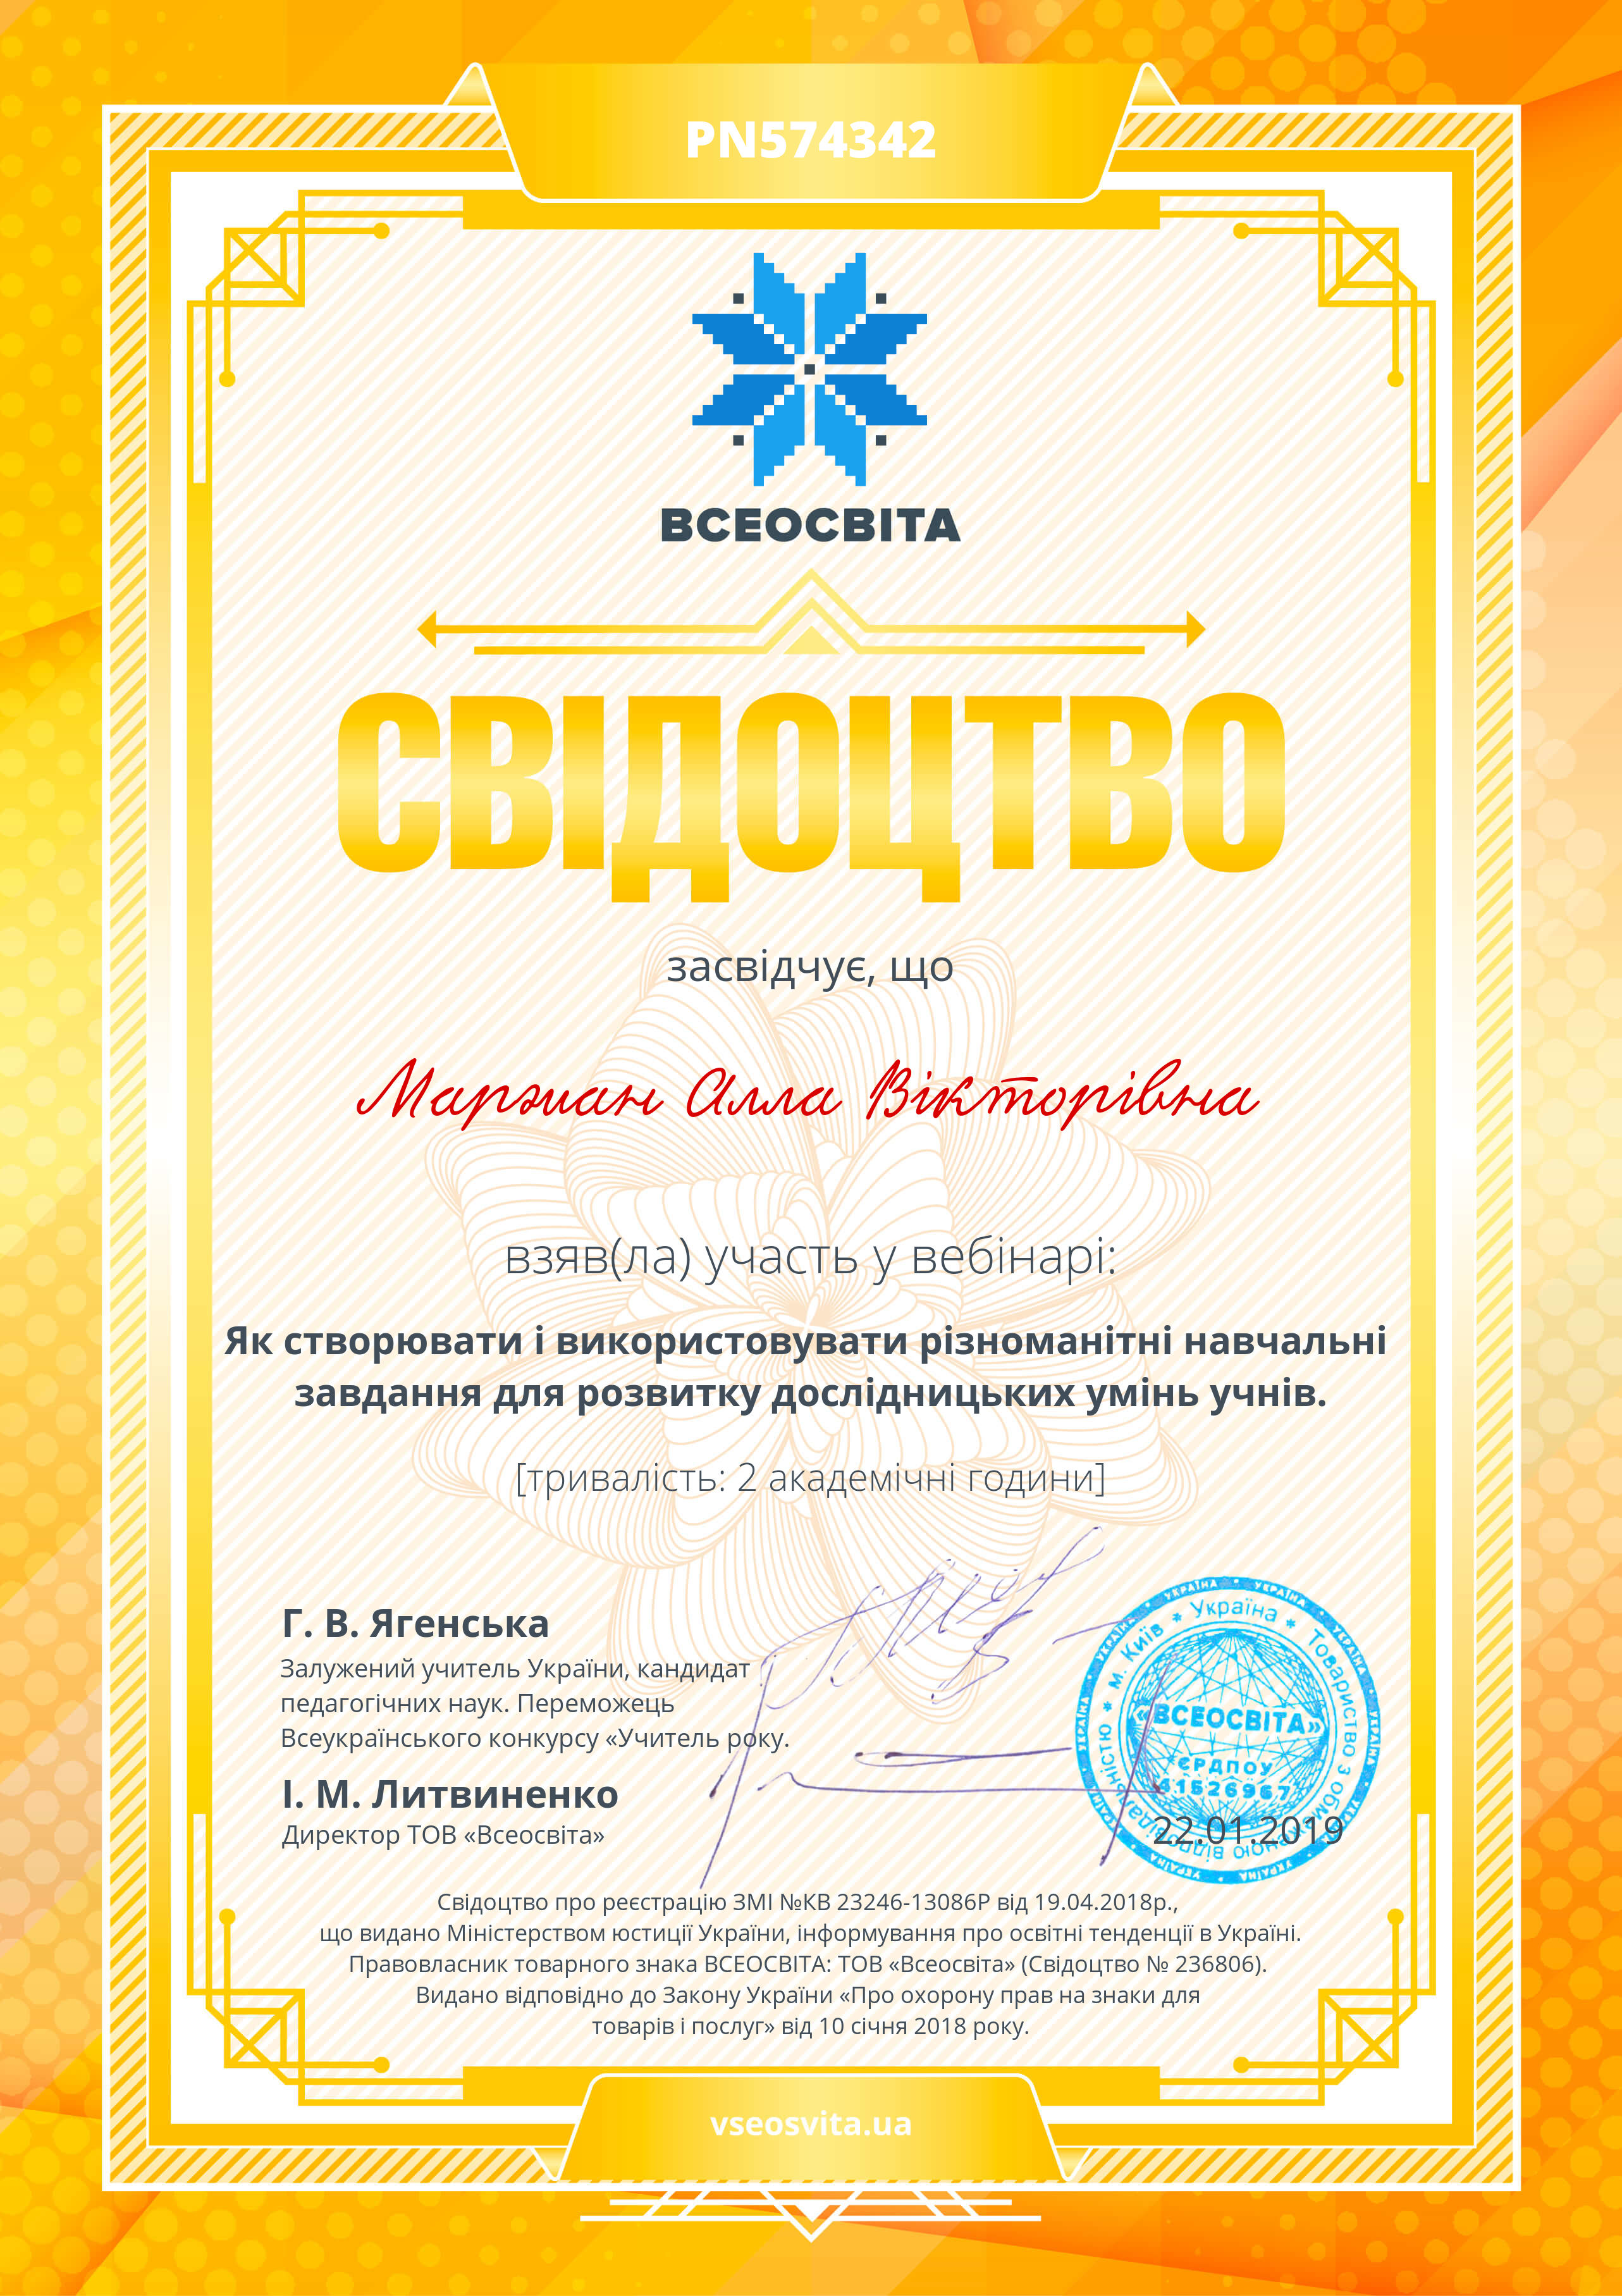 PN574342
ВСЕОСВІТА
СВІДОЦТВО
засвідчує, що
Алла Вікторівна
взяв(ла) участь у вебінарі:
Як створювати і використовувати різноманітні навчальні
завдання для розвитку дослідницьких умінь учнів.
[тривалість: 2 академічні години]
Г. В. Ягенська
Залужений учитель України, кандидат
педагогічних наук. Переможець
Всеукраїнського конкурсу «Учитель року.
І. М. Литвиненко
Директор ТОВ «Всеосвіта»
Україна * Товариство з обмеженою відповідальністю * м. Київ *
«ВСЕОСВІТА»
ЄРДПОУ
41526967
22.01.2019
Свідоцтво про реєстрацію ЗМІ №КВ 23246-13086Р від 19.04.2018р.,
що видано Міністерством юстиції України, інформування про освітні тенденції в Україні.
Правовласник товарного знака ВСЕОСВІТА: ТОВ «Всеосвіта» (Свідоцтво № 236806).
Видано відповідно до Закону України «Про охорону прав на знаки для
товарів і послуг» від 10 січня 2018 року.
vseosvita.ua